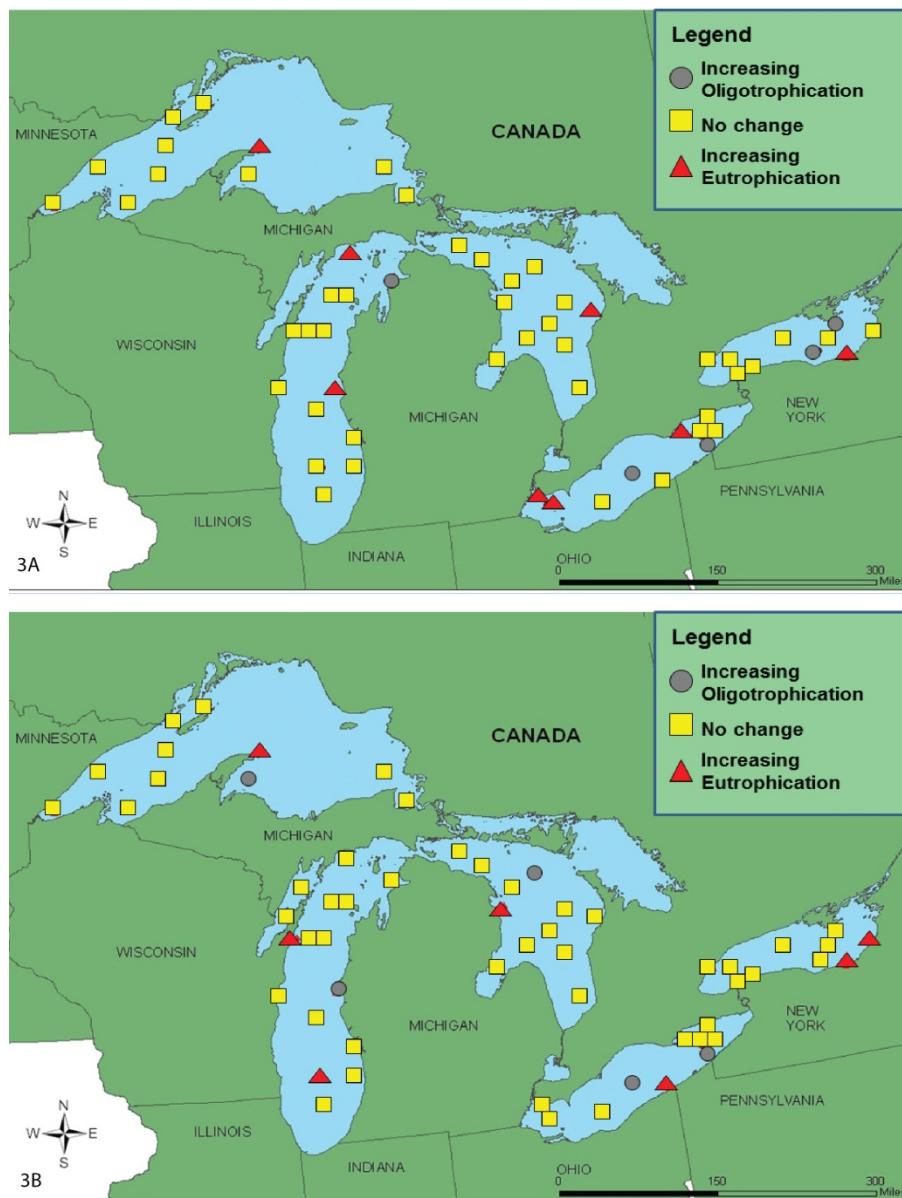 Legend
Increasing
Oligotrophication
No change
Increasing
Eutrophication
MINNESOTA
CANADA
MICHIGAN
WISCONSIN
MICHIGAN
NEW
YORK
PENNSYLVANIA
N
W E
S
ILLINOIS
INDIANA
OHIO
3A
0 150 300
Miles
Legend
Increasing
Oligotrophication
No change
Increasing
Eutrophication
MINNESOTA
CANADA
MICHIGAN
WISCONSIN
MICHIGAN
NEW
YORK
PENNSYLVANIA
N
W E
S
ILLINOIS
INDIANA
OHIO
3B
0 150 300
Miles